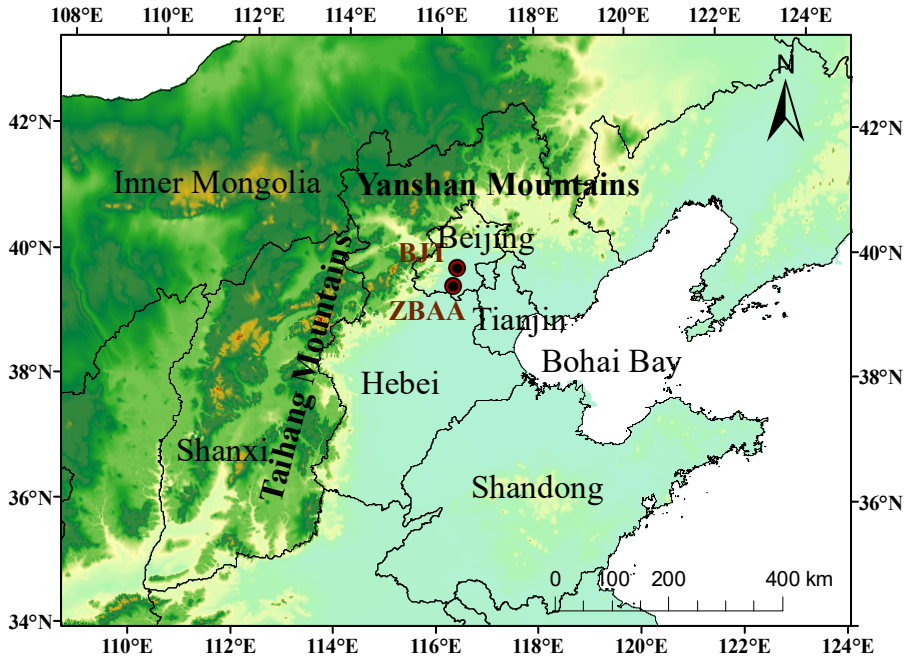 108°E 110°E 112°E 114°E 116°E 118°E 120°E 122°E 124°E
N
42°N 42°N
Inner Mongolia
Yanshan Mountains
Beijing
40°N 40°N
BJT
ZBAA
Tianjin
Taihang Mountains
Bohai Bay
38°N 38°N
Hebei
Shanxi
Shandong
36°N 36°N
0 100 200 400 km
34°N
110°E 112°E 114°E 116°E 118°E 120°E 122°E 124°E